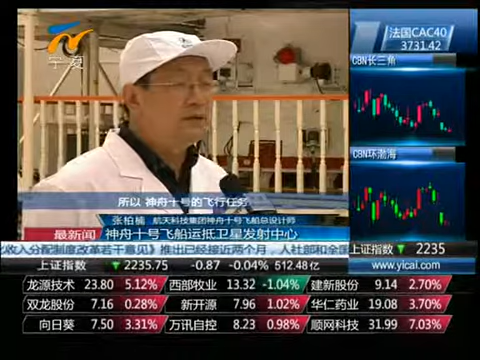 宁夏
法国CAC40
3731.42
CBN长三角
CBN环渤海
所以 神舟十号的飞行任务
张柏楠 航天科技集团神舟十号飞船总设计师
最新闻 神舟十号飞船运抵卫星发射中心
收入分配制度改革若干意见》推出已经接近两个月，人社部和全国
上证指数 ▼ 2235
上证指数 ▼ 2235.75 -0.87 -0.04% 512.48亿
www.yicai.com
龙源技术 23.80 5.12% 西部牧业 13.32 -1.04% 建新股份 9.14 2.70%
双龙股份 7.16 0.28% 新开源 7.96 1.02% 华仁药业 19.08 3.70%
向日葵 7.50 3.31% 万讯自控 8.23 0.98% 顺网科技 31.99 7.03%